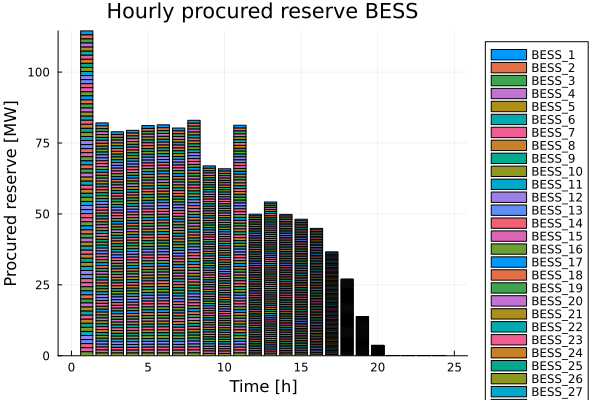 Hourly procured reserve BESS
Procured reserve [MW]
100
75
50
25
0
0
5
10
15
20
25
Time [h]
BESS_1
BESS_2
BESS_3
BESS_4
BESS_5
BESS_6
BESS_7
BESS_8
BESS_9
BESS_10
BESS_11
BESS_12
BESS_13
BESS_14
BESS_15
BESS_16
BESS_17
BESS_18
BESS_19
BESS_20
BESS_21
BESS_22
BESS_23
BESS_24
BESS_25
BESS_26
BESS_27